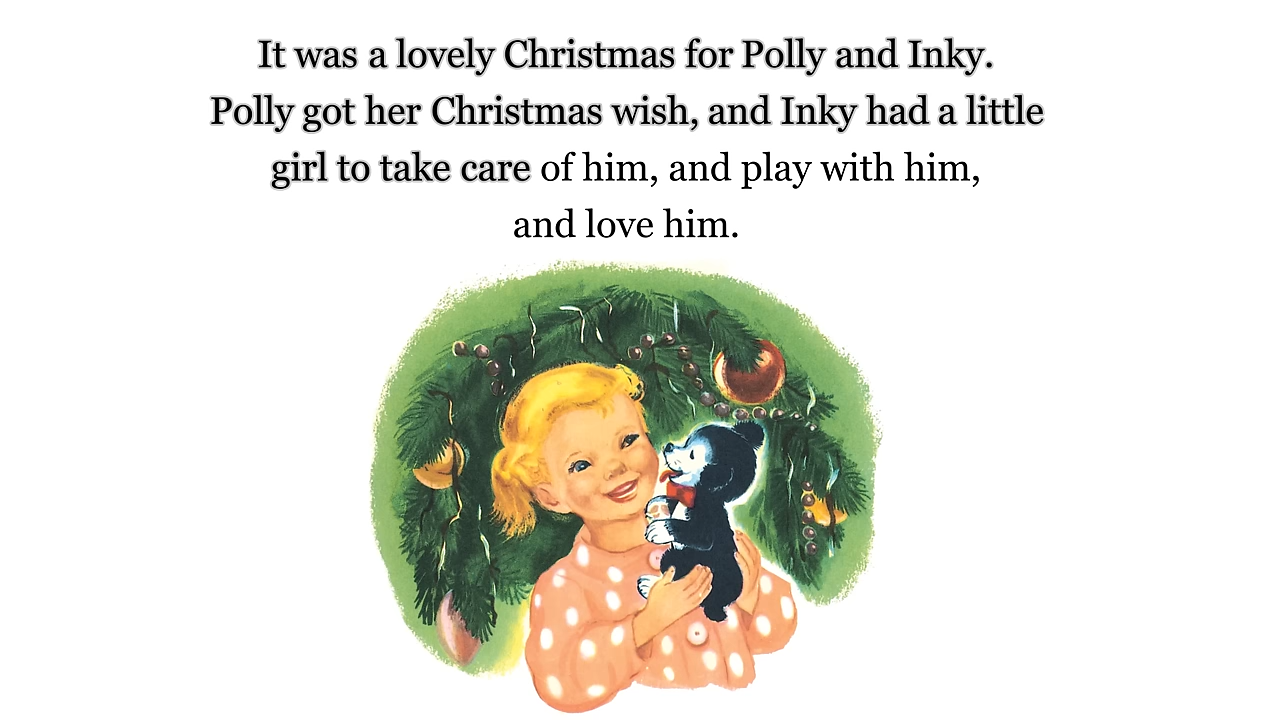 It was a lovely Christmas for Polly and Inky.
Polly got her Christmas wish, and Inky had a little
girl to take care of him, and play with him,
and love him.